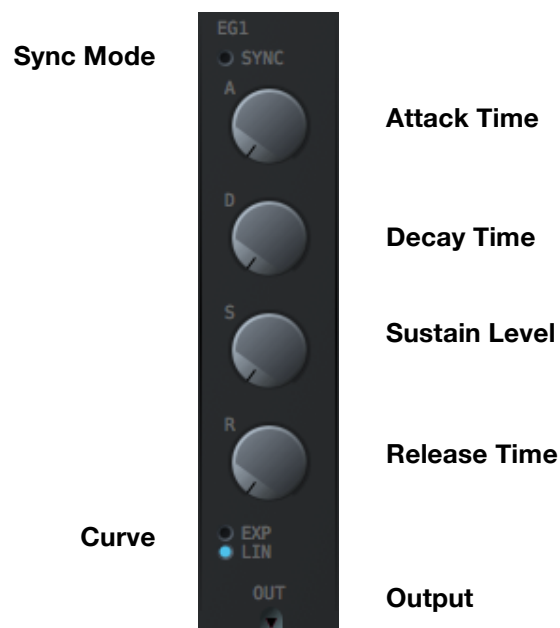 EG1
Sync Mode
SYNC
A
Attack Time
D
Decay Time
S
Sustain Level
R
Release Time
Curve
EXP
LIN
OUT
Output